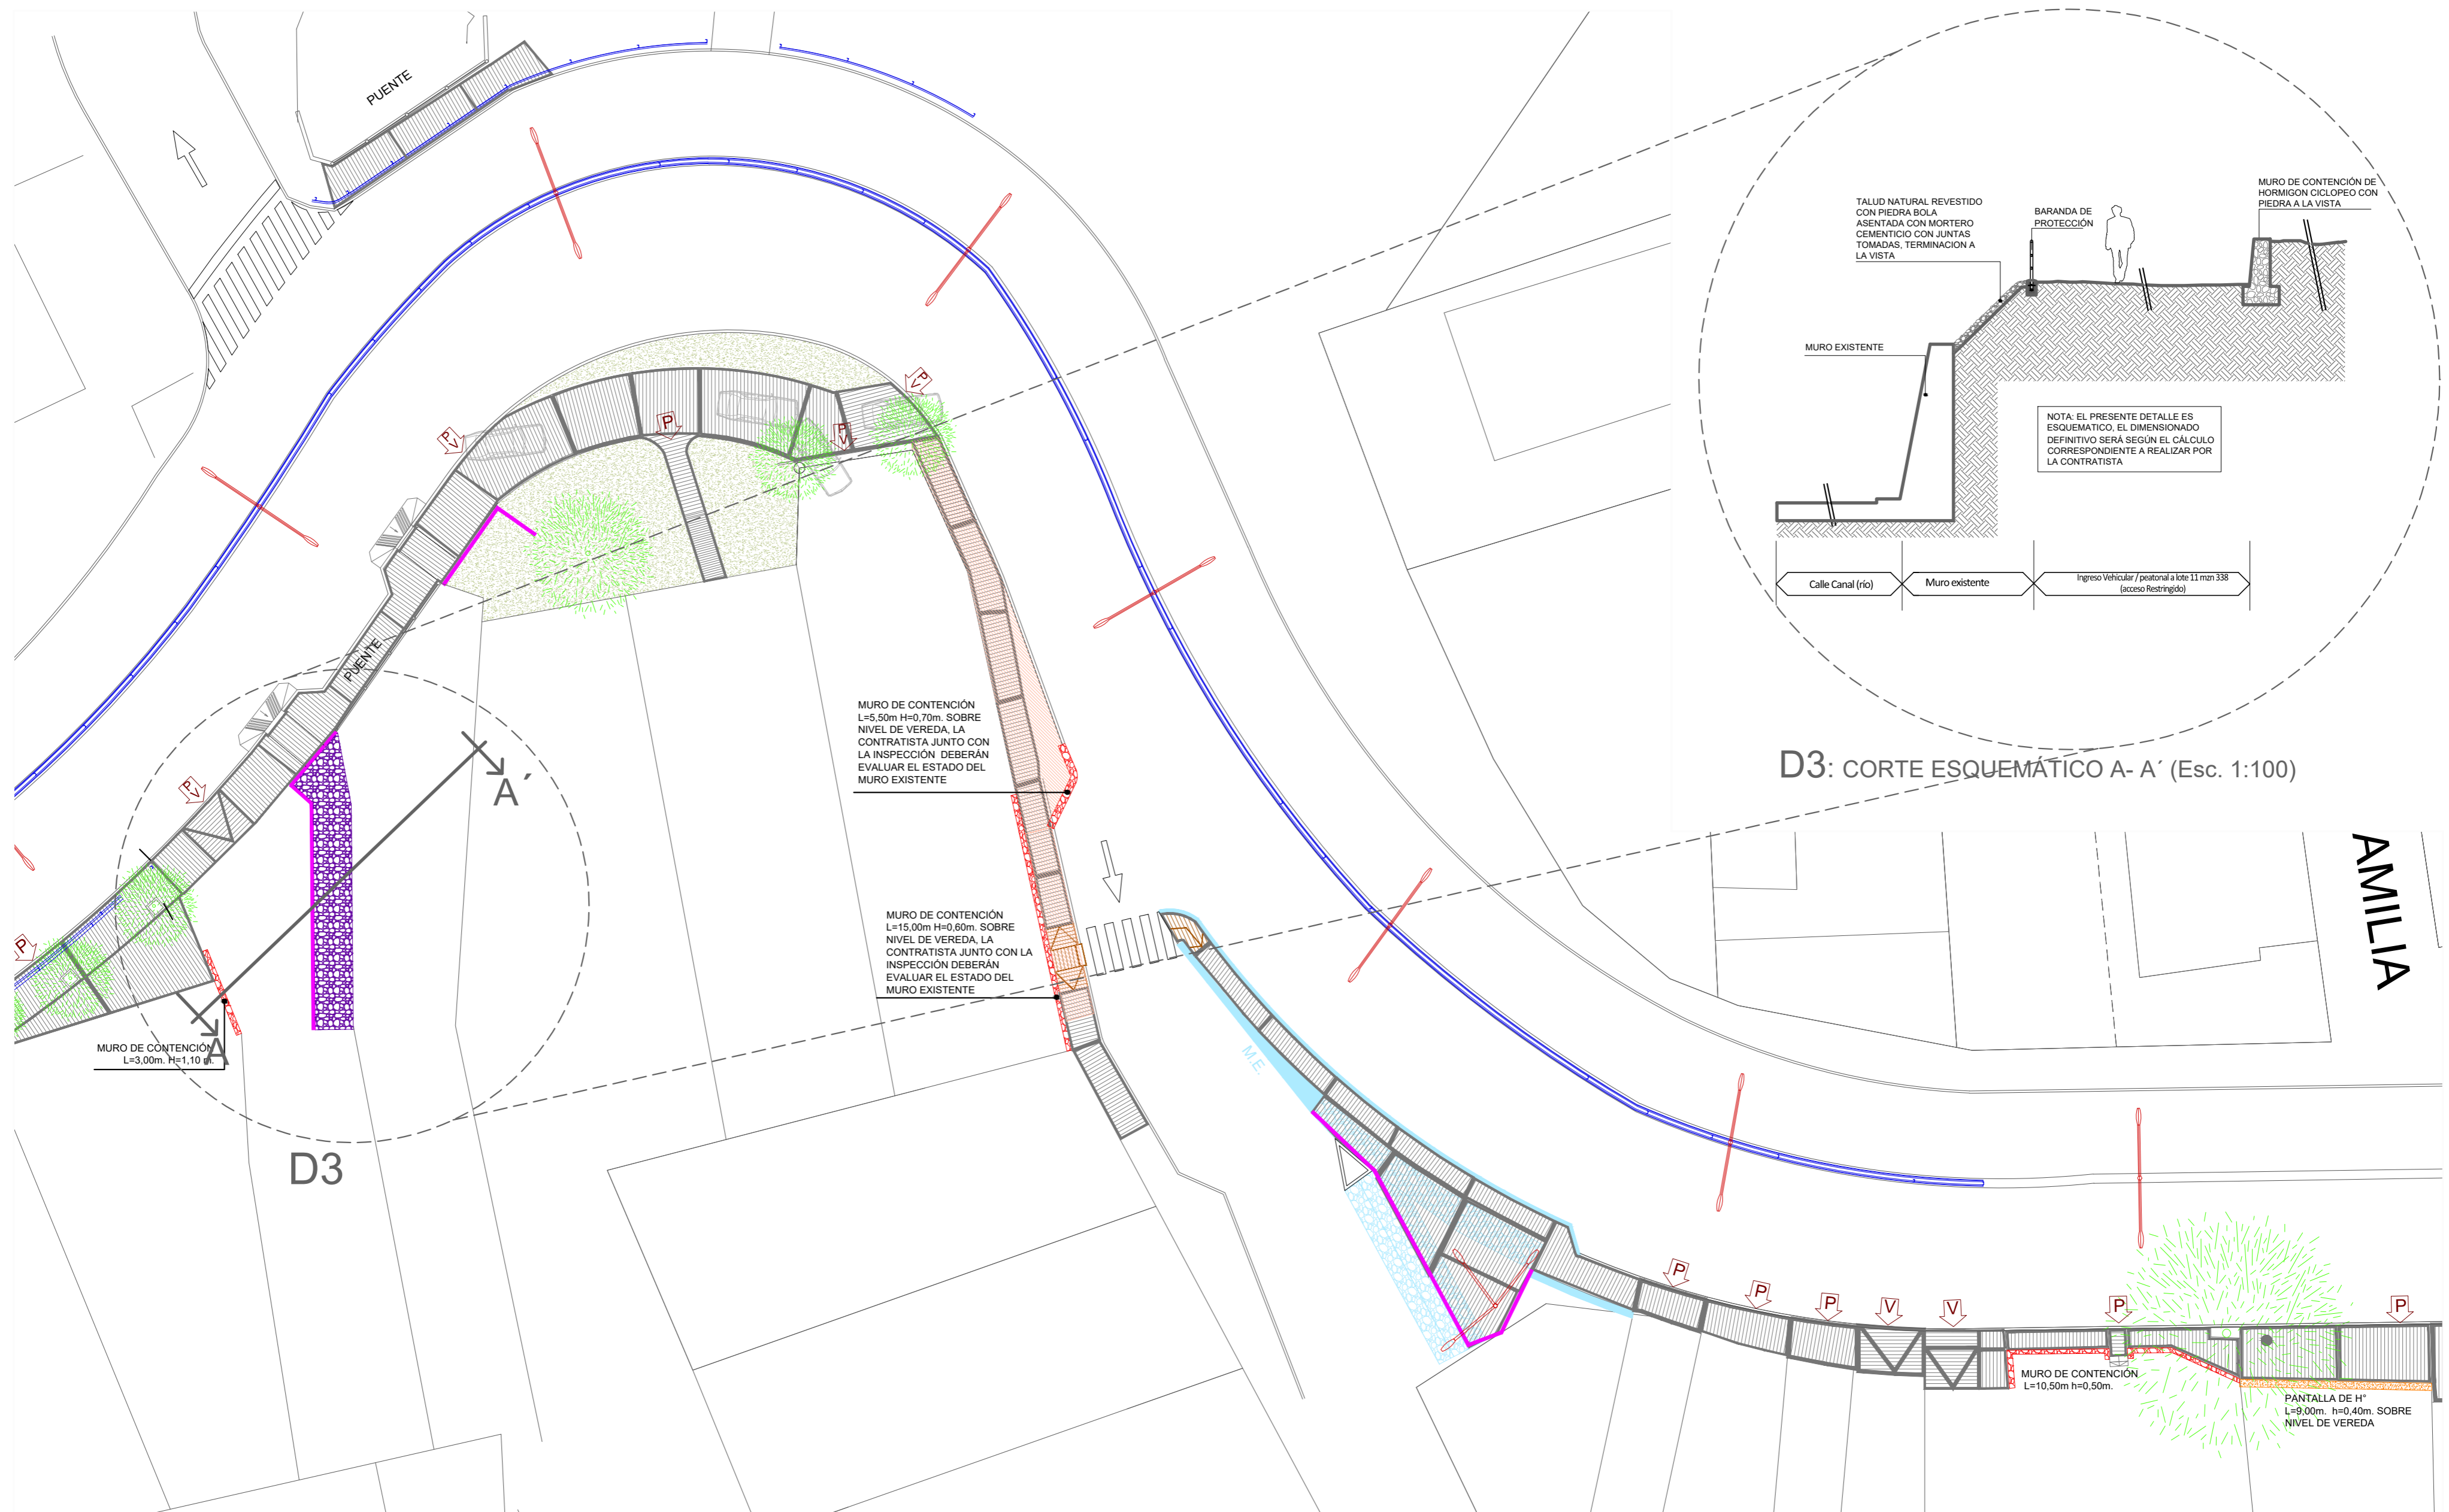 PUENTE
TALUD NATURAL REVESTIDO
CON PIEDRA BOLA
ASENTADA CON MORTERO
CEMENTICIO CON JUNTAS
TOMADAS, TERMINACION A
LA VISTA
BARANDA DE
PROTECCIÓN
MURO DE CONTENCIÓN DE
HORMIGON CICLOPEO CON
PIEDRA A LA VISTA
MURO EXISTENTE
NOTA: EL PRESENTE DETALLE ES
ESQUEMATICO, EL DIMENSIONADO
DEFINITIVO SERÁ SEGÚN EL CÁLCULO
CORRESPONDIENTE A REALIZAR POR
LA CONTRATISTA
Calle Canal (río)
Muro existente
Ingreso Vehicular / peatonal a lote 11 mzn 338
(acceso Restringido)
D3: CORTE ESQUEMÁTICO A- A´ (Esc. 1:100)
P
V
P
V
P
P
V
PUENTE
P
V
P
A´
A
D3
MURO DE CONTENCIÓN
L=3,00m. H=1,10 m.
MURO DE CONTENCIÓN
L=5,50m H=0,70m. SOBRE
NIVEL DE VEREDA, LA
CONTRATISTA JUNTO CON
LA INSPECCIÓN DEBERÁN
EVALUAR EL ESTADO DEL
MURO EXISTENTE
MURO DE CONTENCIÓN
L=15,00m H=0,60m. SOBRE
NIVEL DE VEREDA, LA
CONTRATISTA JUNTO CON LA
INSPECCIÓN DEBERÁN
EVALUAR EL ESTADO DEL
MURO EXISTENTE
M.E.
AMILIA
P
P
P
V
V
P
P
MURO DE CONTENCIÓN
L=10,50m h=0,50m.
PANTALLA DE H°
L=9,00m. h=0,40m. SOBRE
NIVEL DE VEREDA